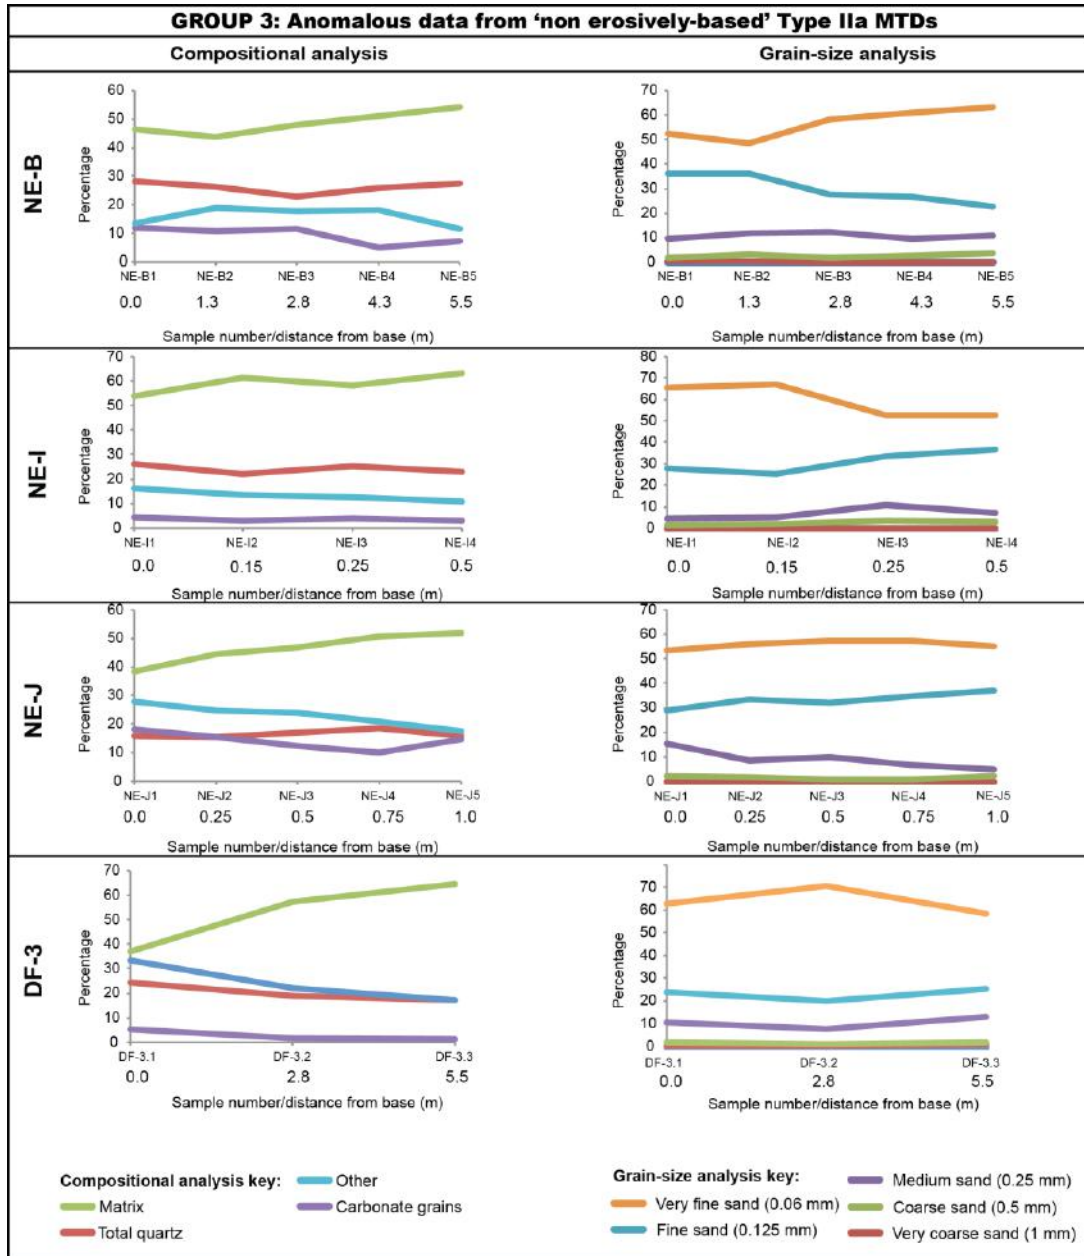 GROUP 3: Anomalous data from ‘non erosively-based’ Type IIa MTDs
Compositional analysis
Grain-size analysis
NE-B
Percentage
60
50
40
30
20
10
0
NE-B1 NE-B2 NE-B3 NE-B4 NE-B5
0.0 1.3 2.8 4.3 5.5
Sample number/distance from base (m)
Percentage
70
60
50
40
30
20
10
0
NE-B1 NE-B2 NE-B3 NE-B4 NE-B5
0.0 1.3 2.8 4.3 5.5
Sample number/distance from base (m)
NE-I
Percentage
70
60
50
40
30
20
10
0
NE-I1 NE-I2 NE-I3 NE-I4
0.0 0.15 0.25 0.5
Sample number/distance from base (m)
Percentage
80
70
60
50
40
30
20
10
0
NE-I1 NE-I2 NE-I3 NE-I4
0.0 0.15 0.25 0.5
Sample number/distance from base (m)
NE-J
Percentage
60
50
40
30
20
10
0
NE-J1 NE-J2 NE-J3 NE-J4 NE-J5
0.0 0.25 0.5 0.75 1.0
Sample number/distance from base (m)
Percentage
70
60
50
40
30
20
10
0
NE-J1 NE-J2 NE-J3 NE-J4 NE-J5
0.0 0.25 0.5 0.75 1.0
Sample number/distance from base (m)
DF-3
Percentage
70
60
50
40
30
20
10
0
DF-3.1 DF-3.2 DF-3.3
0.0 2.8 5.5
Sample number/distance from base (m)
Percentage
70
60
50
40
30
20
10
0
DF-3.1 DF-3.2 DF-3.3
0.0 2.8 5.5
Sample number/distance from base (m)
Compositional analysis key:
Other
Matrix
Carbonate grains
Total quartz
Grain-size analysis key:
Medium sand (0.25 mm)
Very fine sand (0.06 mm)
Coarse sand (0.5 mm)
Fine sand (0.125 mm)
Very coarse sand (1 mm)